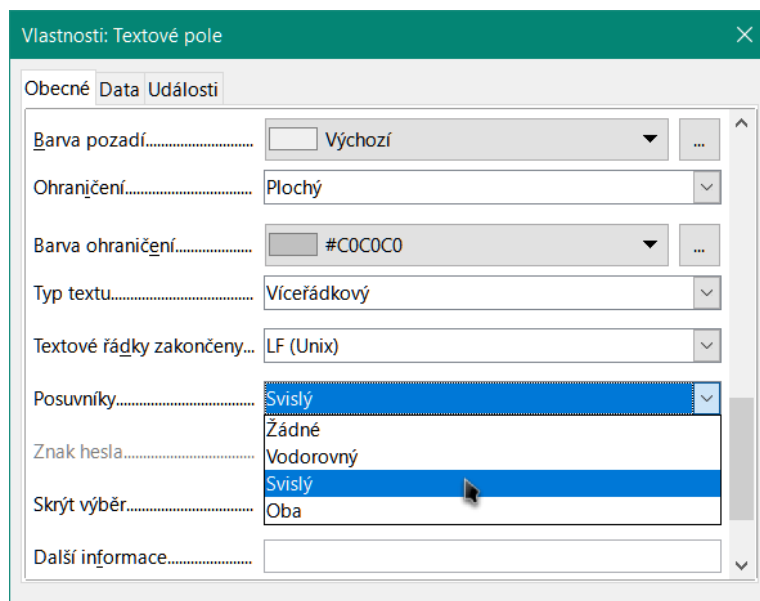 Vlastnosti: Textové pole
Obecné Data Události
Barva pozadí............................ Výchozí ...
Ohraničení................................. Plochý
Barva ohraničení.................... #C0C0C0 ...
Typ textu..................................... Víceřádkový
Textové řádky zakončeny... LF (Unix)
Posuvníky.................................... Svislý
Žádné
Znak hesla.................................. Vodorovný
Svislý
Skrýt výběr................................. Oba
Další informace......................